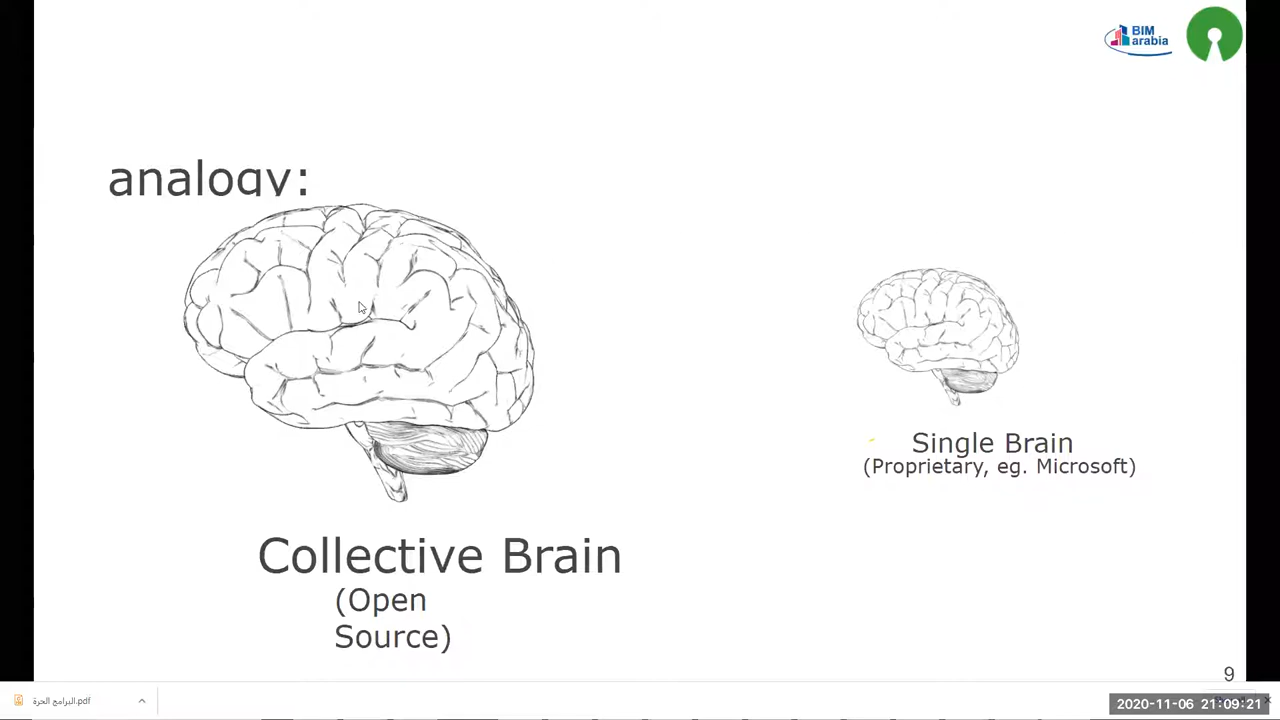 BIM
arabia
analogy:
Single Brain
(Proprietary, eg. Microsoft)
Collective Brain
(Open
Source)
9
البرامج الحرة.pdf
2020-11-06 21:09:21